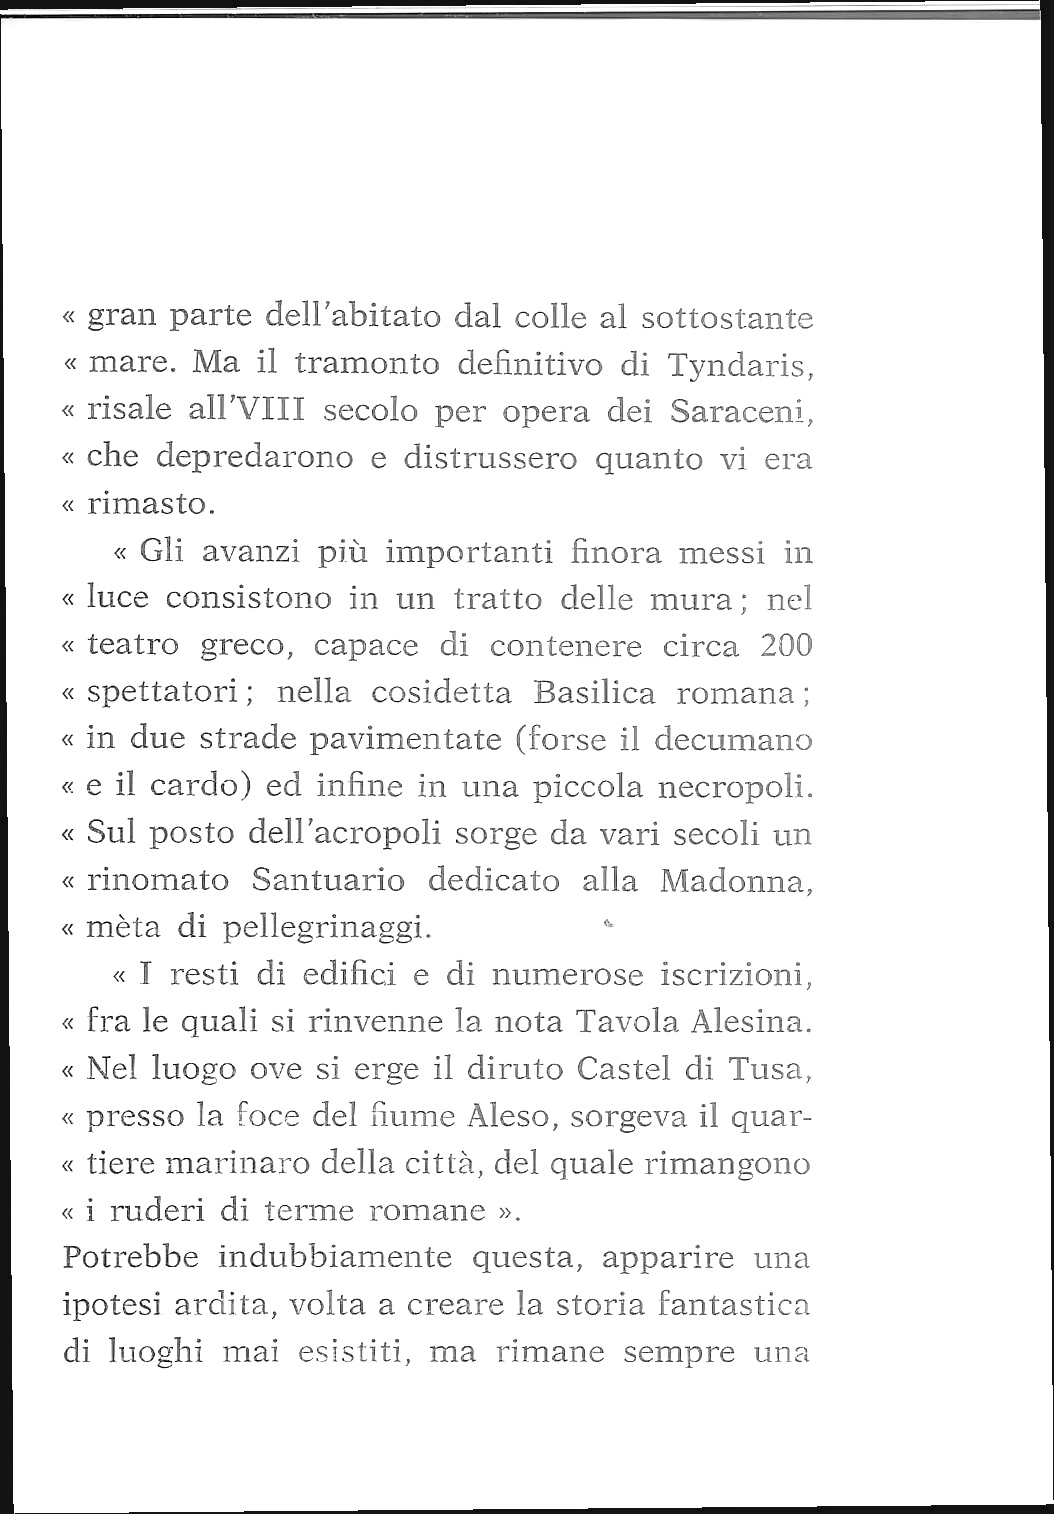 « gran parte dell'abitato dal colle al sottostante
« mare. Ma il tramonto definitivo di Tyndaris,
« risale all'VIII secolo per opera dei Saraceni,
« che depredarono e distrussero quanto vi era
« rimasto.
« Gli avanzi più importanti finora messi in
« luce consistono in un tratto delle mura; nel
« teatro greco, capace di contenere circa 200
« spettatori; nella cosidetta Basilica romana;
« in due strade pavimentate (forse il decumano
« e il cardo) ed infine in una piccola necropoli.
« Sul posto dell'acropoli sorge da vari secoli un
« rinomato Santuario dedicato alla Madonna,
« mèta di pellegrinaggi.
« I resti di edifici e di numerose iscrizioni,
« fra le quali si rinvenne la nota Tavola Alesina.
« Nel luogo ove si erge il diruto Castel di Tusa,
« presso la foce del fiume Aleso, sorgeva il quar-
« tiere marinaro della città, del quale rimangono
« i ruderi di terme romane ».
Potrebbe indubbiamente questa, apparire una
ipotesi ardita, volta a creare la storia fantastica
di luoghi mai esistiti, ma rimane sempre una